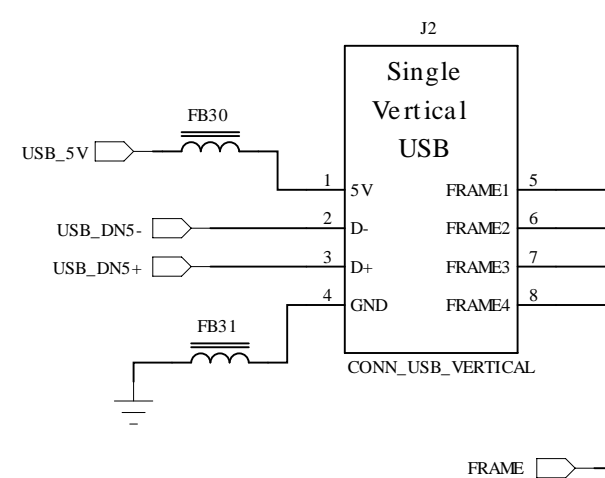 J2
Single
Vertical
USB
FB30
USB_5V
1 5V FRAME1 5
USB_DN5- 2 D- FRAME2 6
USB_DN5+ 3 D+ FRAME3 7
4 GND FRAME4 8
FB31
CONN_USB_VERTICAL
FRAME